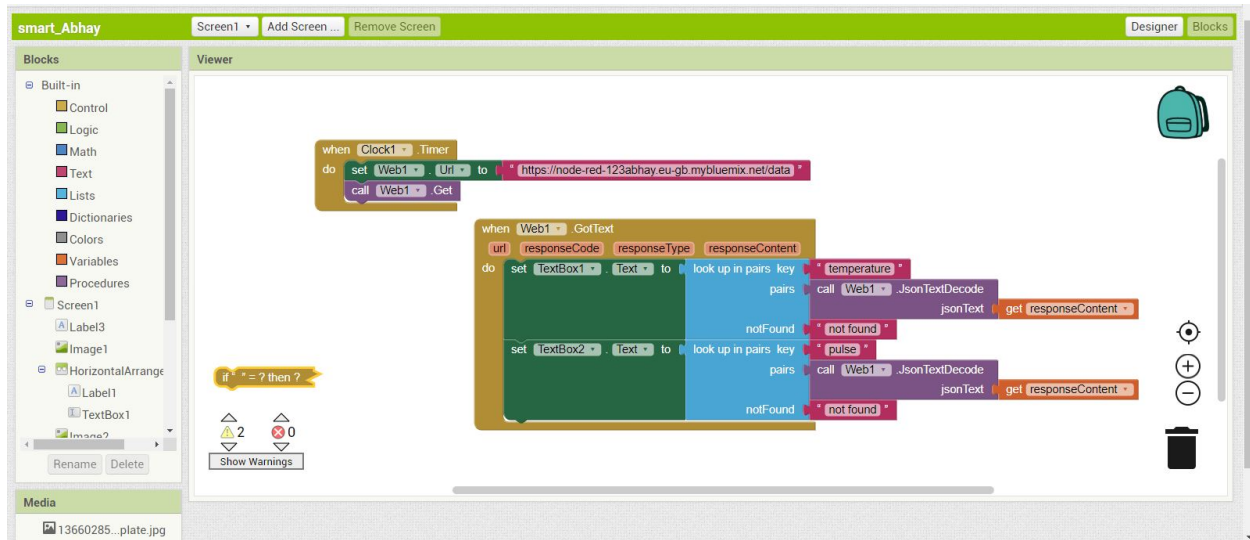 smart_Abhay Screen1 Add Screen ... Remove Screen Designer Blocks
Blocks
Built-in
Control
Logic
Math
Text
Lists
Dictionaries
Colors
Variables
Procedures
Screen1
Label3
Image1
HorizontalArrange
Label1
TextBox1
Image2
Rename Delete
Media
13660285...plate.jpg
Viewer
when Clock1 .Timer
do set Web1 . Url to " https://node-red-123abhay.eu-gb.mybluemix.net/data "
call Web1 .Get
when Web1 .GotText
url responseCode responseType responseContent
do set TextBox1 . Text to look up in pairs key " temperature "
pairs call Web1 .JsonTextDecode
jsonText get responseContent
notFound " not found "
set TextBox2 . Text to look up in pairs key " pulse "
pairs call Web1 .JsonTextDecode
jsonText get responseContent
notFound " not found "
if " " = ? then ?
2 0
Show Warnings